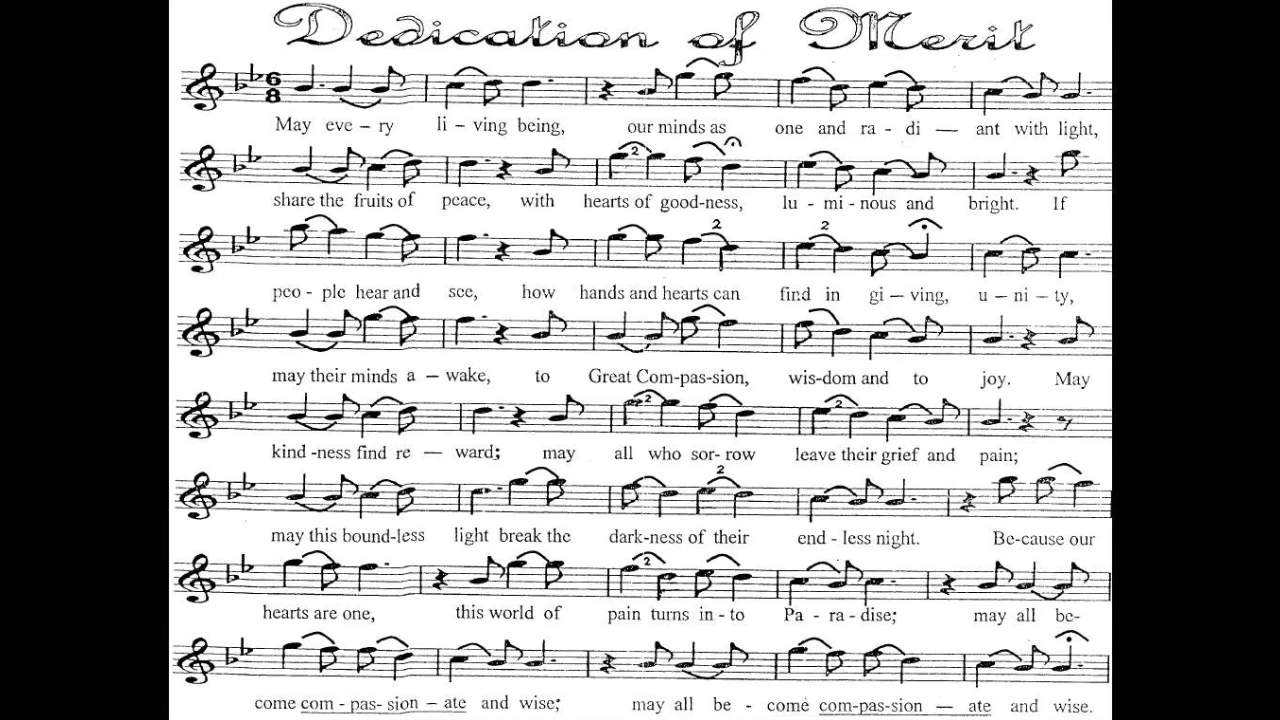 Dedication of Merit
May eve - ry li - ving being, our minds as one and ra - di — ant with light,
share the fruits of peace, with hearts of good-ness, lu - mi - nous and bright. If
peo - ple hear and see, how hands and hearts can find in gi – ving, u – ni – ty,
may their minds a – wake, to Great Com-pas-sion, wis-dom and to joy. May
kind -ness find re — ward; may all who sor- row leave their grief and pain;
may this bound-less light break the dark-ness of their end - less night. Be-cause our
hearts are one, this world of pain turns in - to Pa - ra - dise; may all be-
come com - pas- sion – ate and wise; may all be - come com-pas-sion — ate and wise.